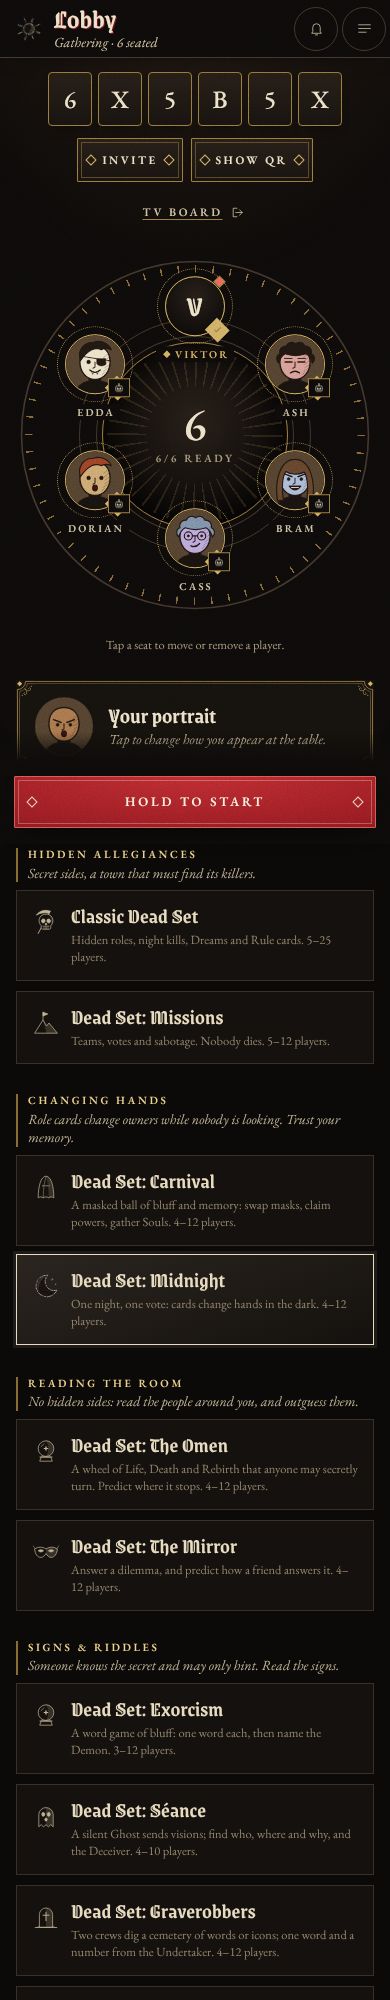 Lobby
Gathering · 6 seated
6 X 5 B 5 X
INVITE
SHOW QR
TV BOARD
V
VIKTOR
EDDA
ASH
6
6/6 READY
DORIAN
BRAM
CASS
Tap a seat to move or remove a player.
Your portrait
Tap to change how you appear at the table.
HOLD TO START
HIDDEN ALLEGIANCES
Secret sides, a town that must find its killers.
Classic Dead Set
Hidden roles, night kills, Dreams and Rule cards. 5–25
players.
Dead Set: Missions
Teams, votes and sabotage. Nobody dies. 5–12 players.
CHANGING HANDS
Role cards change owners while nobody is looking. Trust your
memory.
Dead Set: Carnival
A masked ball of bluff and memory: swap masks, claim
powers, gather Souls. 4–12 players.
Dead Set: Midnight
One night, one vote: cards change hands in the dark. 4–12
players.
READING THE ROOM
No hidden sides: read the people around you, and outguess them.
Dead Set: The Omen
A wheel of Life, Death and Rebirth that anyone may secretly
turn. Predict where it stops. 4–12 players.
Dead Set: The Mirror
Answer a dilemma, and predict how a friend answers it. 4–
12 players.
SIGNS & RIDDLES
Someone knows the secret and may only hint. Read the signs.
Dead Set: Exorcism
A word game of bluff: one word each, then name the
Demon. 3–12 players.
Dead Set: Séance
A silent Ghost sends visions; find who, where and why, and
the Deceiver. 4–10 players.
Dead Set: Graverobbers
Two crews dig a cemetery of words or icons; one word and a
number from the Undertaker. 4–12 players.